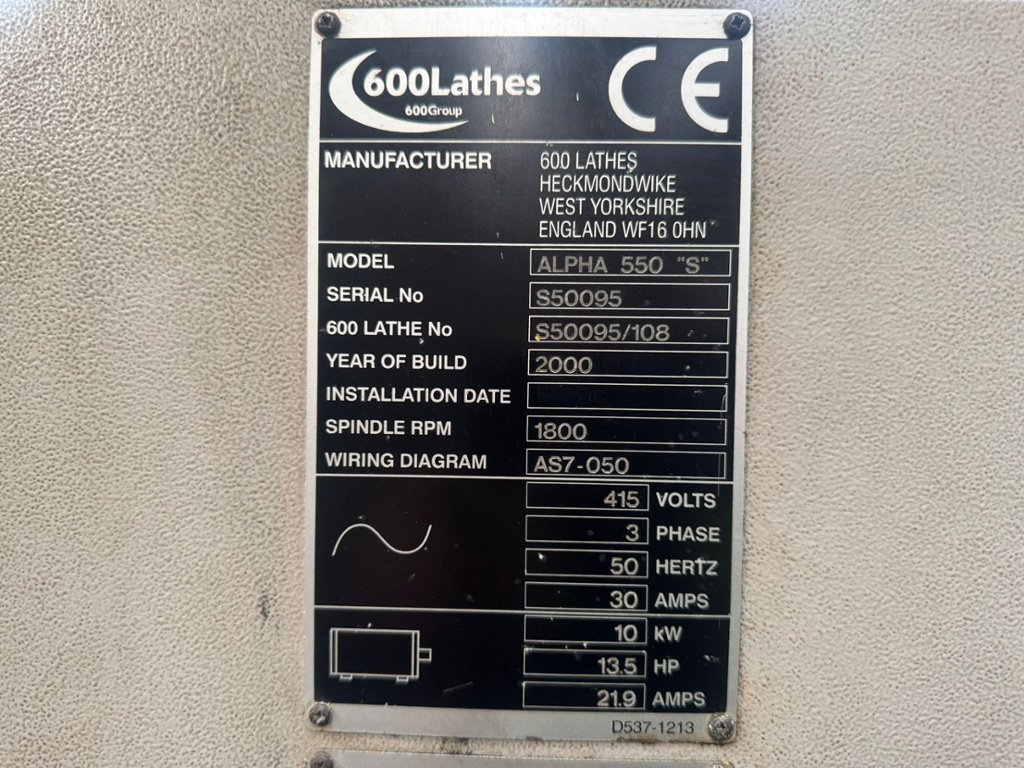 600Lathes
600Group
CE
MANUFACTURER 600 LATHES
HECKMONDWIKE
WEST YORKSHIRE
ENGLAND WF16 0HN
MODEL ALPHA 550 "S"
SERIAL No S50095
600 LATHE No S50095/108
YEAR OF BUILD 2000
INSTALLATION DATE
SPINDLE RPM 1800
WIRING DIAGRAM AS7-050
415 VOLTS
3 PHASE
50 HERTZ
30 AMPS
10 kW
13.5 HP
21.9 AMPS
D537-1213